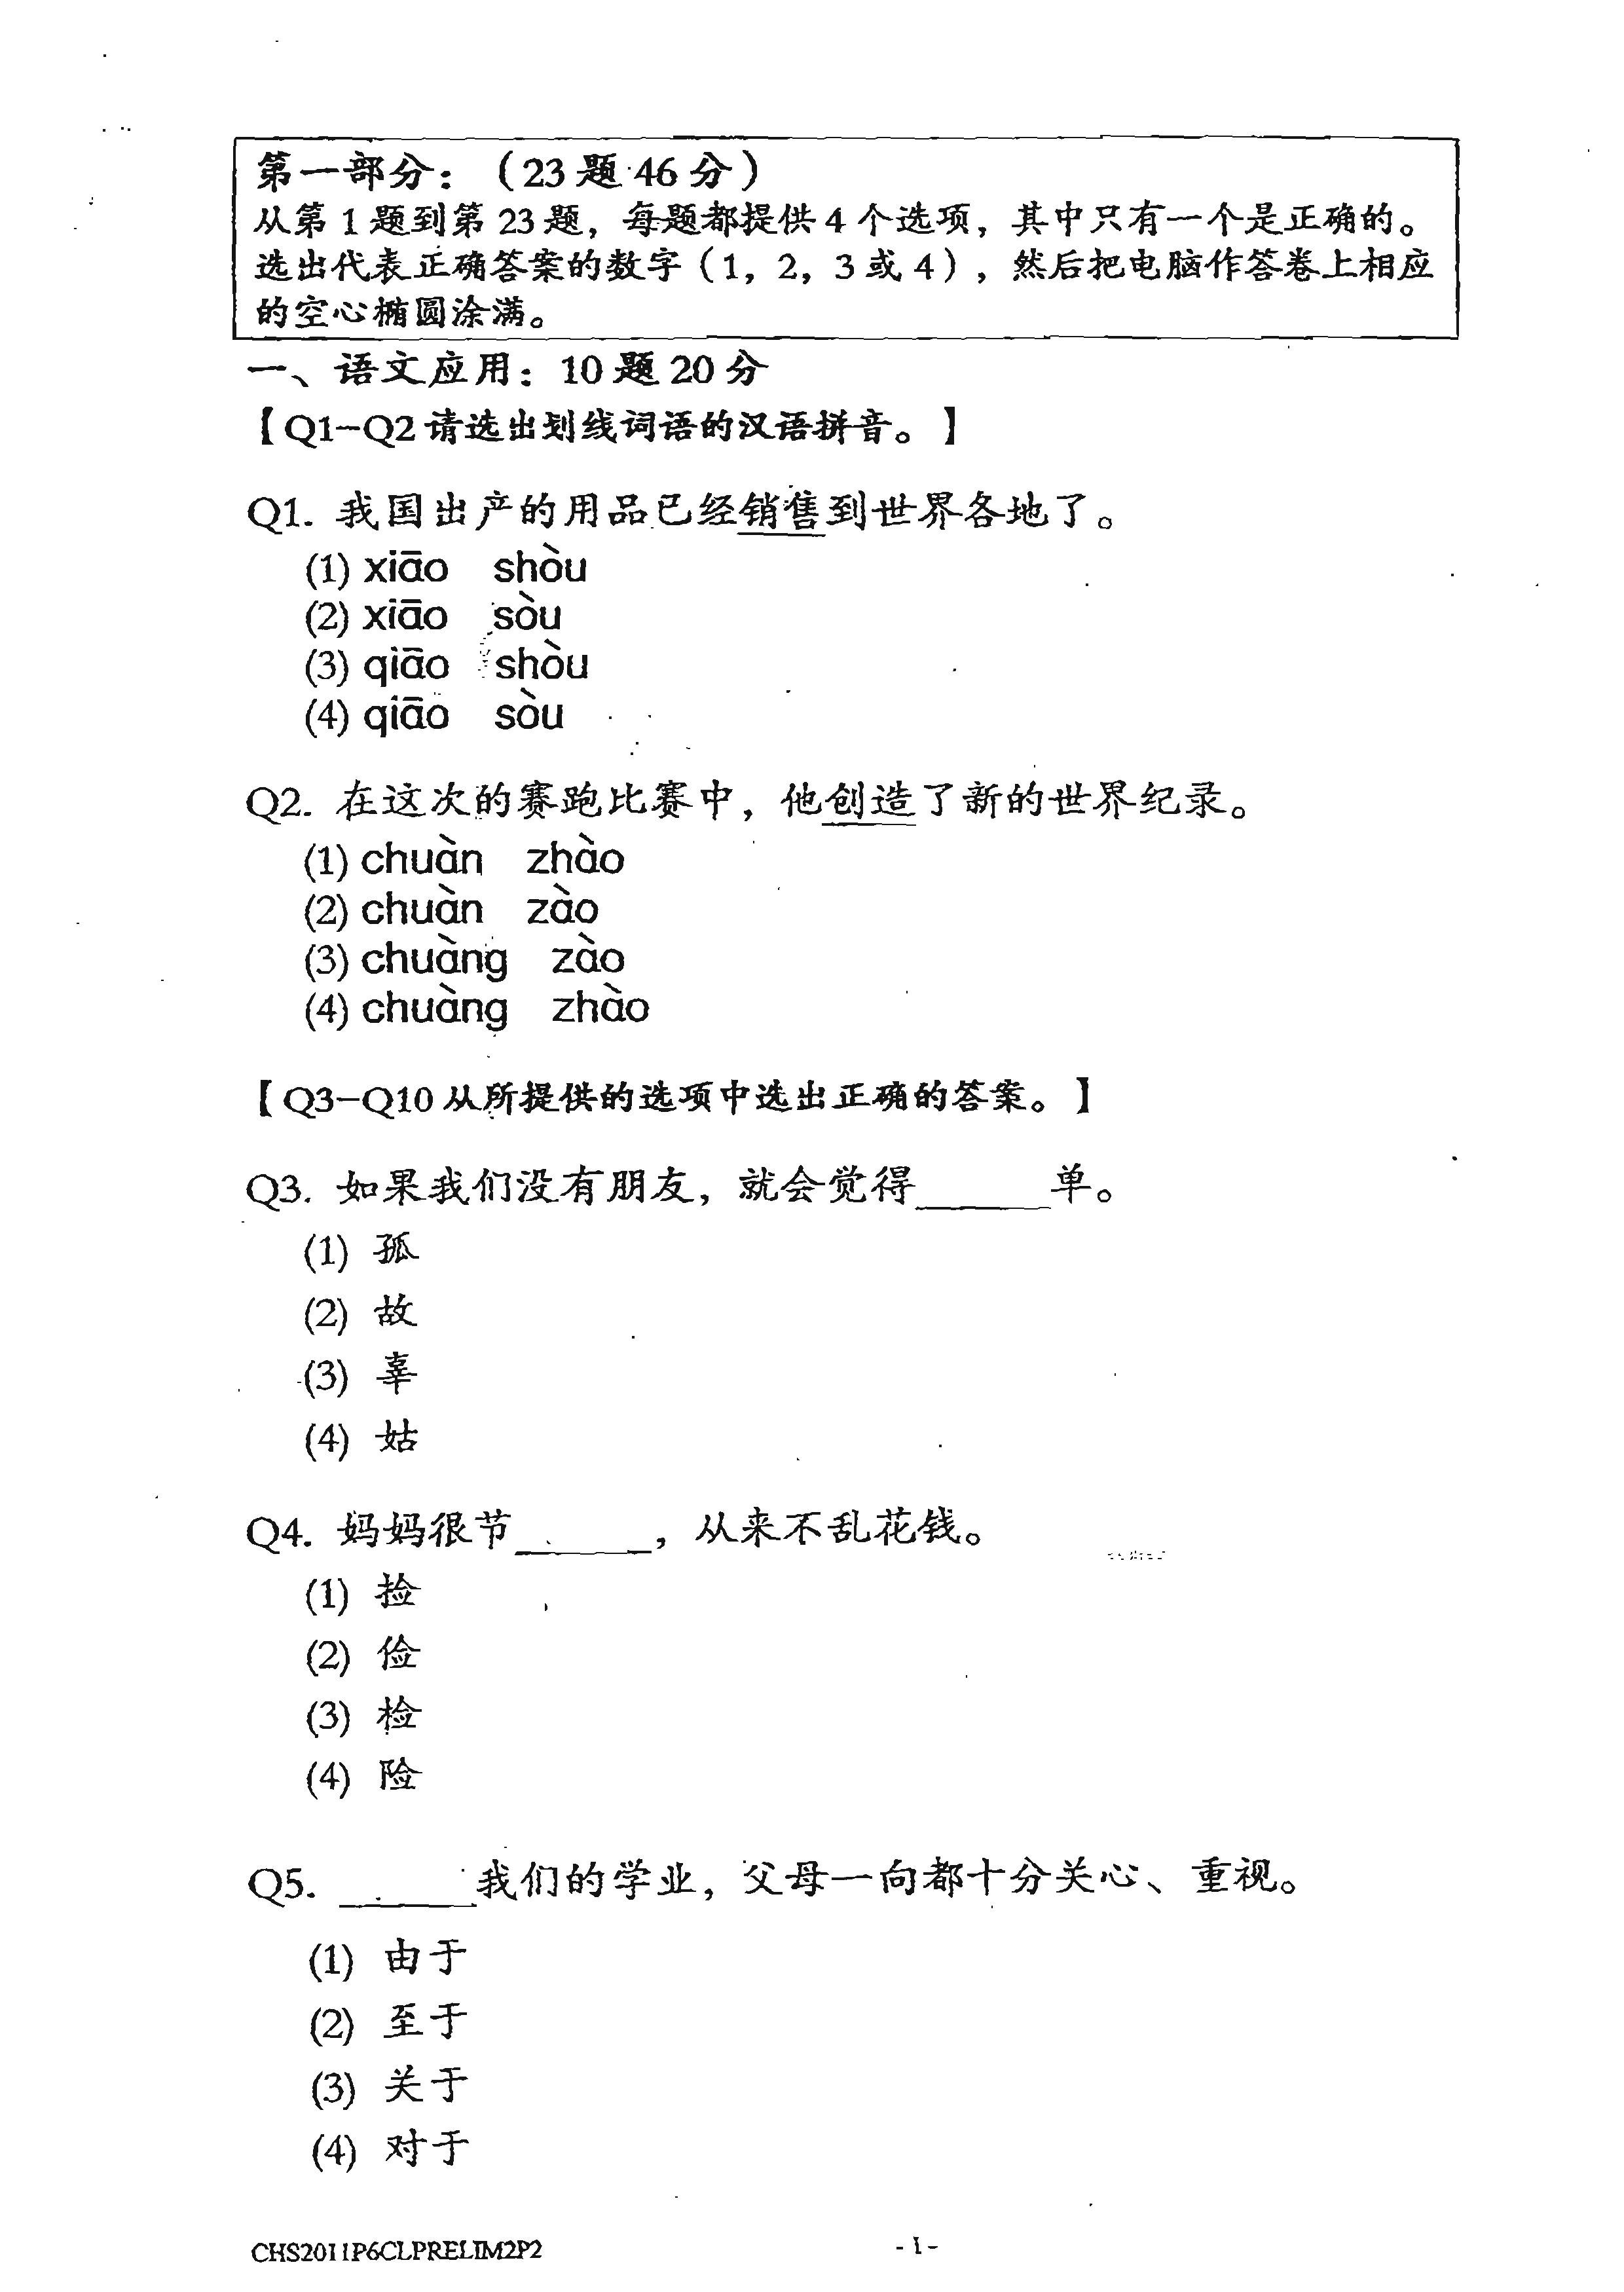 第一部分：（23 题 46 分）
从第 1 题到第 23 题，每题都提供 4 个选项，其中只有一个是正确的。
选出代表正确答案的数字（1，2，3 或 4），然后把电脑作答卷上相应
的空心椭圆涂满。
一、语文应用：10 题 20 分
【Q1-Q2 请选出划线词语的汉语拼音。】
Q1. 我国出产的用品已经销售到世界各地了。
(1) xiāo shòu
(2) xiāo sòu
(3) qiāo shòu
(4) qiāo sòu
Q2. 在这次的赛跑比赛中，他创造了新的世界纪录。
(1) chuàn zhào
(2) chuàn zào
(3) chuàng zào
(4) chuàng zhào
【Q3-Q10 从所提供的选项中选出正确的答案。】
Q3. 如果我们没有朋友，就会觉得______单。
(1) 孤
(2) 故
(3) 辜
(4) 姑
Q4. 妈妈很节______，从来不乱花钱。
(1) 捡
(2) 俭
(3) 检
(4) 险
Q5. ______我们的学业，父母一向都十分关心、重视。
(1) 由于
(2) 至于
(3) 关于
(4) 对于
CHS2011P6CLPRELIM2P2
- 1 -